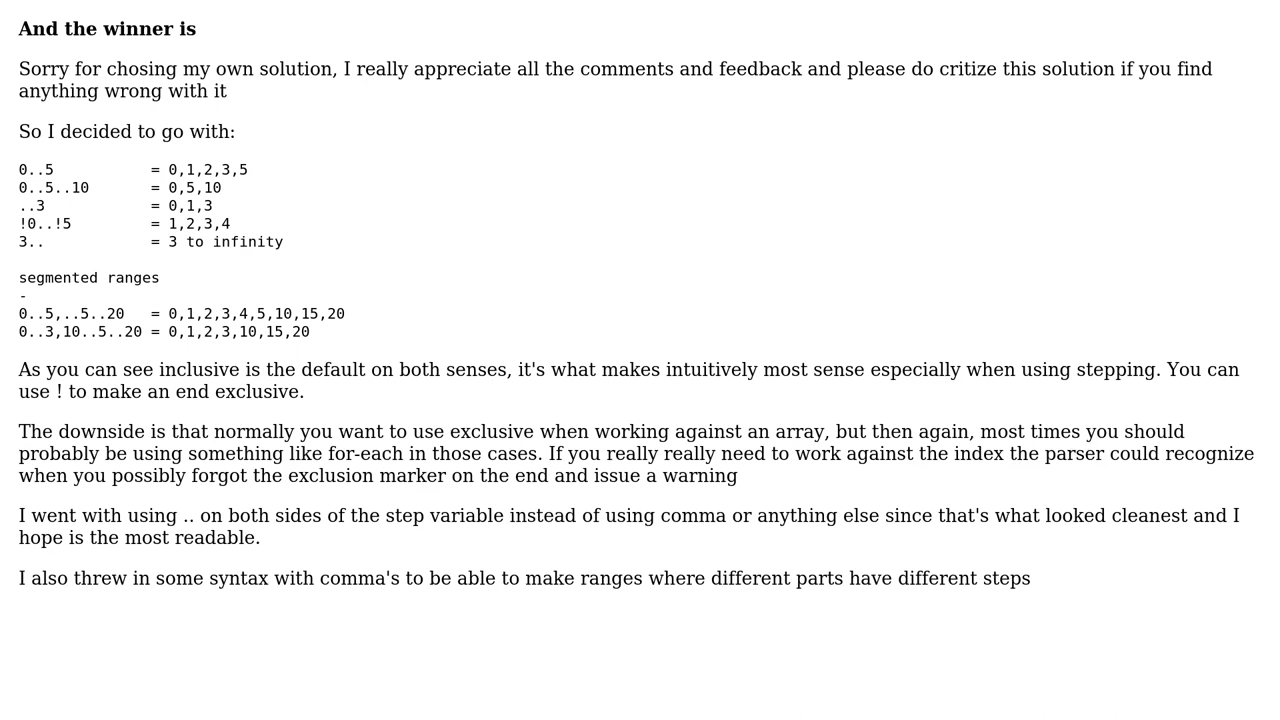 And the winner is
Sorry for chosing my own solution, I really appreciate all the comments and feedback and please do critize this solution if you find
anything wrong with it
So I decided to go with:
0..5           = 0,1,2,3,5
0..5..10       = 0,5,10
..3            = 0,1,3
!0..!5         = 1,2,3,4
3..            = 3 to infinity
segmented ranges
-
0..5,..5..20   = 0,1,2,3,4,5,10,15,20
0..3,10..5..20 = 0,1,2,3,10,15,20
As you can see inclusive is the default on both senses, it's what makes intuitively most sense especially when using stepping. You can
use ! to make an end exclusive.
The downside is that normally you want to use exclusive when working against an array, but then again, most times you should
probably be using something like for-each in those cases. If you really really need to work against the index the parser could recognize
when you possibly forgot the exclusion marker on the end and issue a warning
I went with using .. on both sides of the step variable instead of using comma or anything else since that's what looked cleanest and I
hope is the most readable.
I also threw in some syntax with comma's to be able to make ranges where different parts have different steps